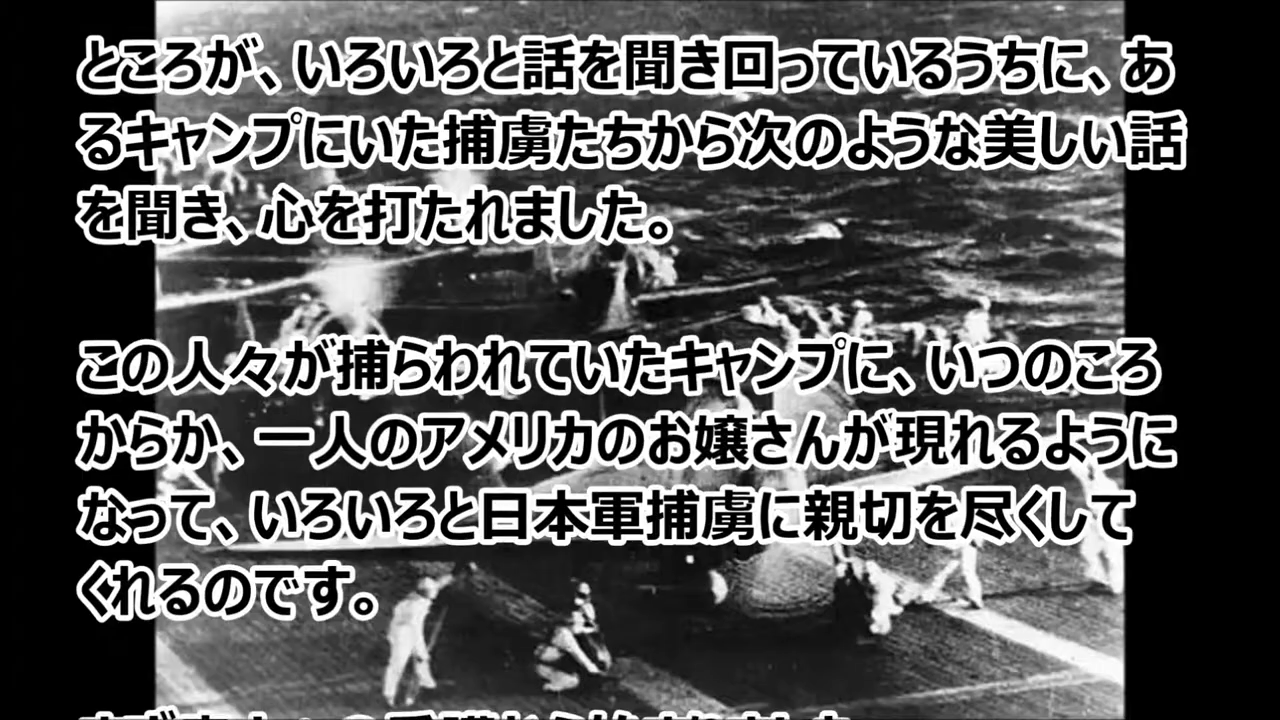 ところが、いろいろと話を聞き回っているうちに、あ
るキャンプにいた捕虜たちから次のような美しい話
を聞き、心を打たれました。
この人々が捕らわれていたキャンプに、いつのころ
からか、一人のアメリカのお嬢さんが現れるように
なって、いろいろと日本軍捕虜に親切を尽くして
くれるのです。